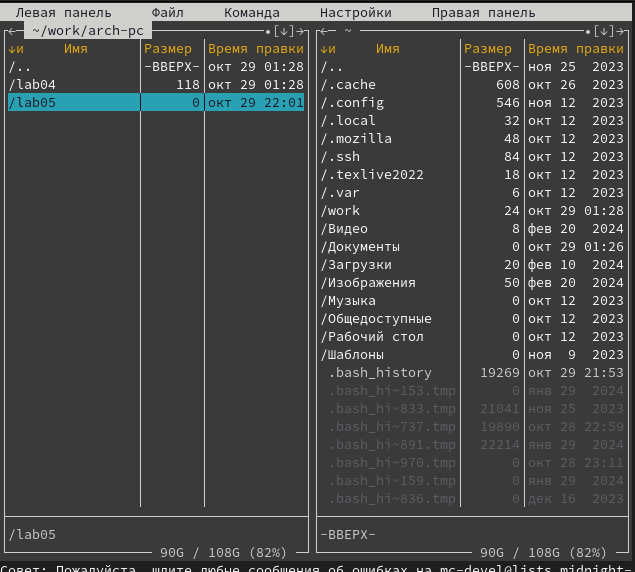 Левая панель Файл Команда Настройки Правая панель
~/work/arch-pc •[↓]
↓и Имя Размер Время правки
/.. -ВВЕРХ- окт 29 01:28
/lab04 118 окт 29 01:28
/lab05 0 окт 29 22:01
/lab05
90G / 108G (82%)
~ •[↓]
↓и Имя Размер Время правки
/.. -ВВЕРХ- ноя 25 2023
/.cache 608 окт 26 2023
/.config 546 ноя 12 2023
/.local 32 окт 12 2023
/.mozilla 48 окт 12 2023
/.ssh 84 окт 12 2023
/.texlive2022 18 окт 12 2023
/.var 6 окт 12 2023
/work 24 окт 29 01:28
/Видео 8 фев 20 2024
/Документы 0 окт 29 01:26
/Загрузки 20 фев 10 2024
/Изображения 50 фев 20 2024
/Музыка 0 окт 12 2023
/Общедоступные 0 окт 12 2023
/Рабочий стол 0 окт 12 2023
/Шаблоны 0 ноя 9 2023
.bash_history 19269 окт 29 21:53
.bash_hi~153.tmp 0 янв 29 2024
.bash_hi~833.tmp 21041 ноя 25 2023
.bash_hi~737.tmp 19890 окт 28 22:59
.bash_hi~891.tmp 22214 янв 29 2024
.bash_hi~970.tmp 0 окт 28 23:11
.bash_hi~159.tmp 0 янв 29 2024
.bash_hi~836.tmp 0 дек 16 2023
-ВВЕРХ-
90G / 108G (82%)
Совет: Пожалуйста, шлите любые сообщения об ошибках на mc-devel@lists.midnight-